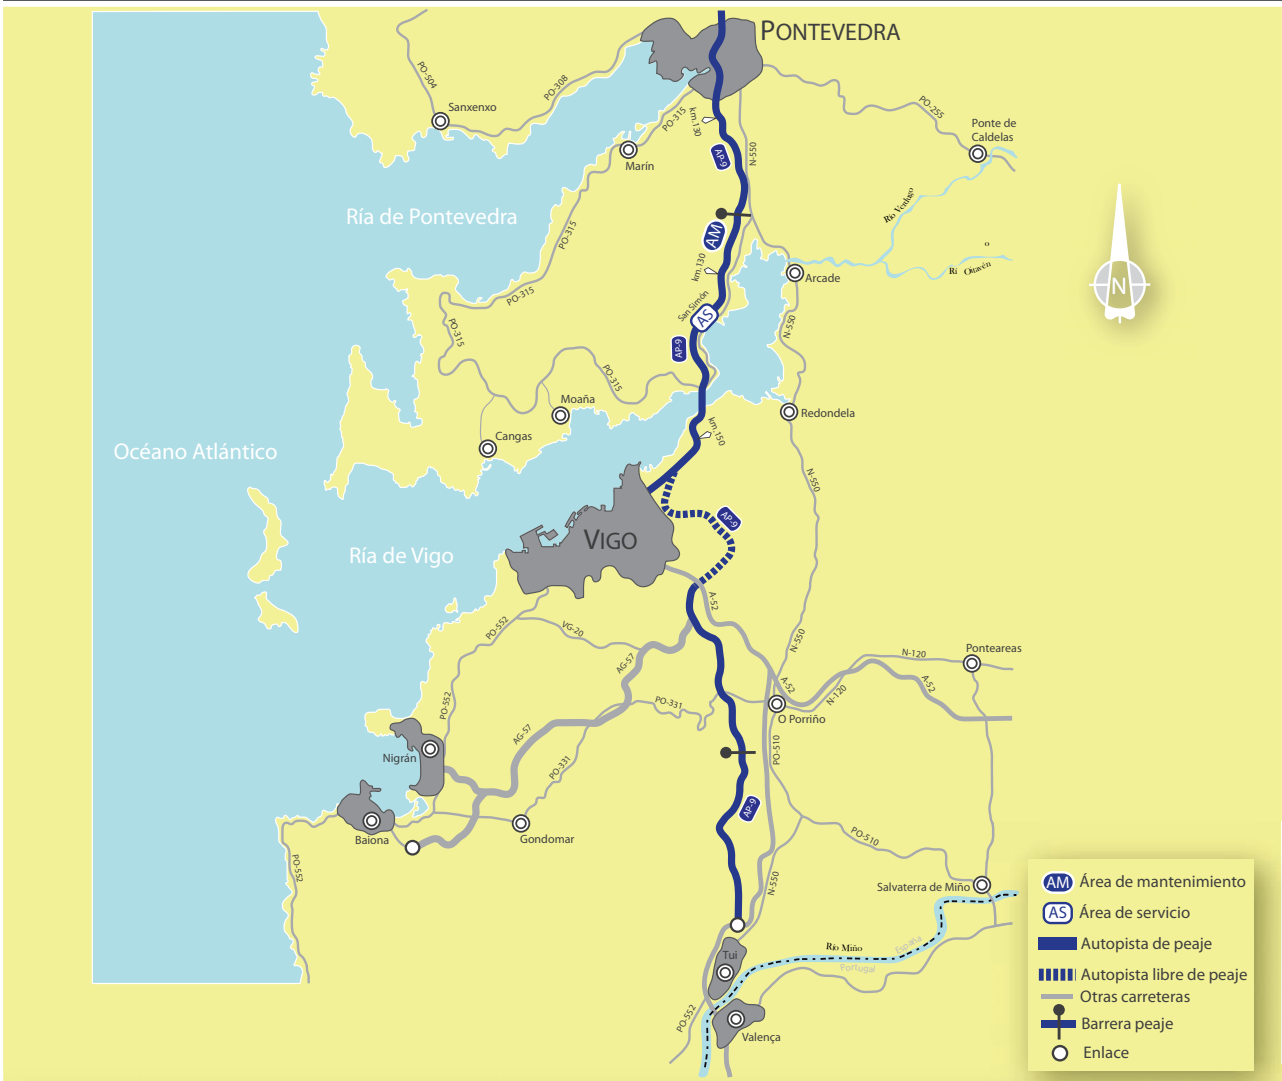 PONTEVEDRA
PO-504
PO-308
Sanxenxo
PO-255
Ponte de
Caldelas
km.130
PO-315
N-550
AP-9
Marín
Río Verdugo
Ría de Pontevedra
PO-315
AM
o
Ri Oitavén
km.130
Arcade
N
PO-315
San Simón
AS
PO-315
N-550
AP-9
PO-315
Moaña
Redondela
Cangas
km.150
Océano Atlántico
N-550
AP-9
VIGO
Ría de Vigo
A-52
PO-552
VG-20
N-550
Ponteareas
N-120
AG-57
A-52
A-52
N-120
PO-552
PO-331
O Porriño
AG-57
PO-510
Nigrán
PO-331
AP-9
Baiona
Gondomar
PO-510
PO-552
N-550
Salvaterra de Miño
AM Área de mantenimiento
AS Área de servicio
Autopista de peaje
Autopista libre de peaje
Otras carreteras
Barrera peaje
Enlace
Río Miño
España
Portugal
Tui
PO-552
Valença